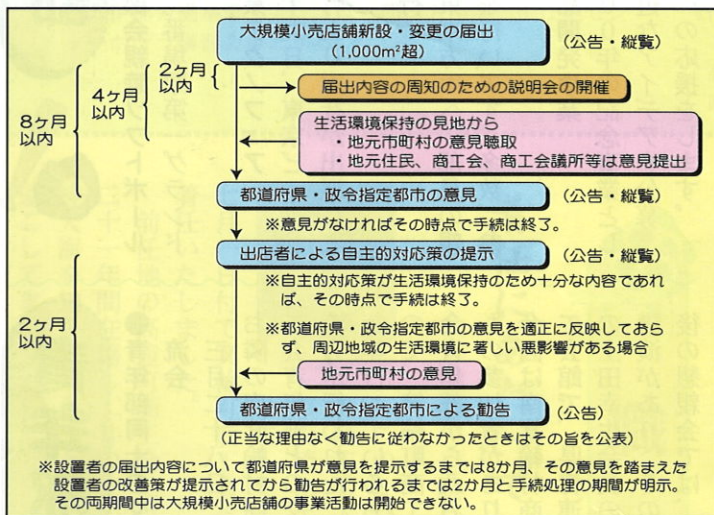 大規模小売店舗新設・変更の届出
(1,000m²超)
(公告・縦覧)
2ヶ月
以内
4ヶ月
以内
8ヶ月
以内
届出内容の周知のための説明会の開催
生活環境保持の見地から
・地元市町村の意見聴取
・地元住民、商工会、商工会議所等は意見提出
都道府県・政令指定都市の意見
(公告・縦覧)
※意見がなければその時点で手続は終了。
出店者による自主的対応策の提示
(公告・縦覧)
※自主的対応策が生活環境保持のため十分な内容であれ
ば、その時点で手続は終了。
2ヶ月
以内
※都道府県・政令指定都市の意見を適正に反映しておら
ず、周辺地域の生活環境に著しい悪影響がある場合
地元市町村の意見
都道府県・政令指定都市による勧告
(公告)
(正当な理由なく勧告に従わなかったときはその旨を公表)
※設置者の届出内容について都道府県が意見を提示するまでは8か月、その意見を踏まえた
設置者の改善策が提示されてから勧告が行われるまでは2か月と手続処理の期間が明示。
その両期間中は大規模小売店舗の事業活動は開始できない。